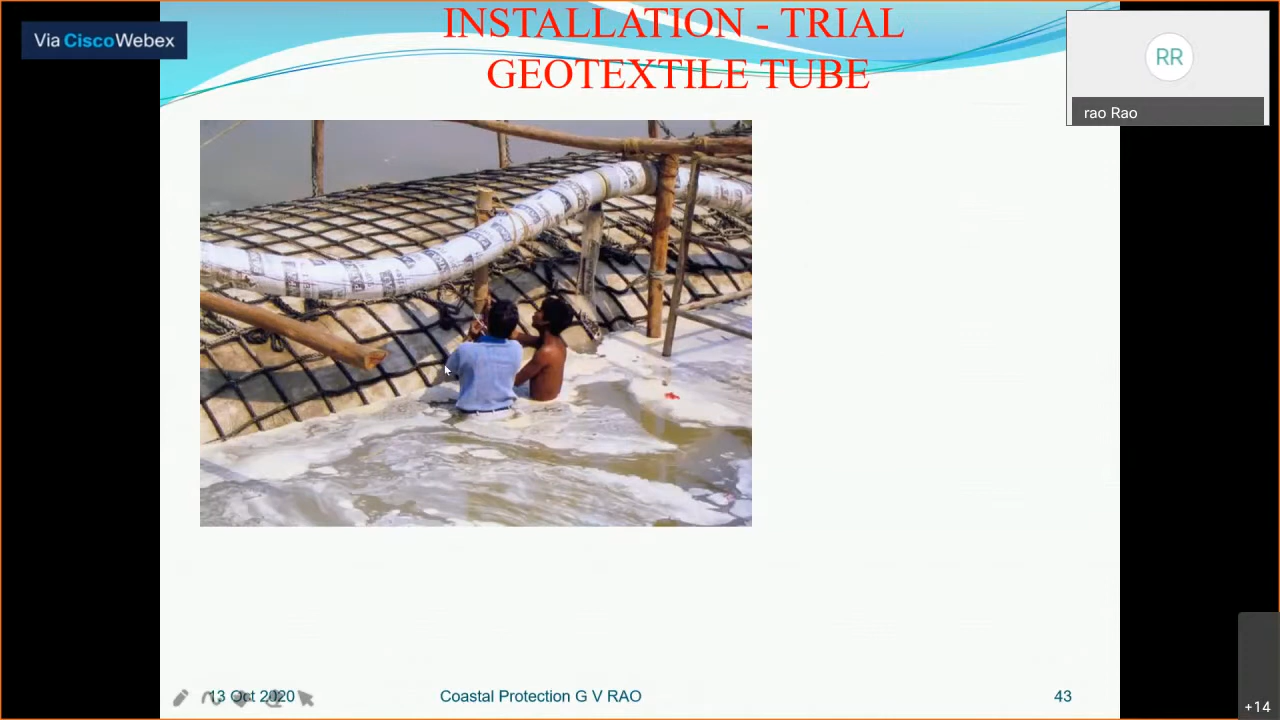 Via CiscoWebex
INSTALLATION - TRIAL
GEOTEXTILE TUBE
RR
rao Rao
13 Oct 2020
Coastal Protection G V RAO
43
+14